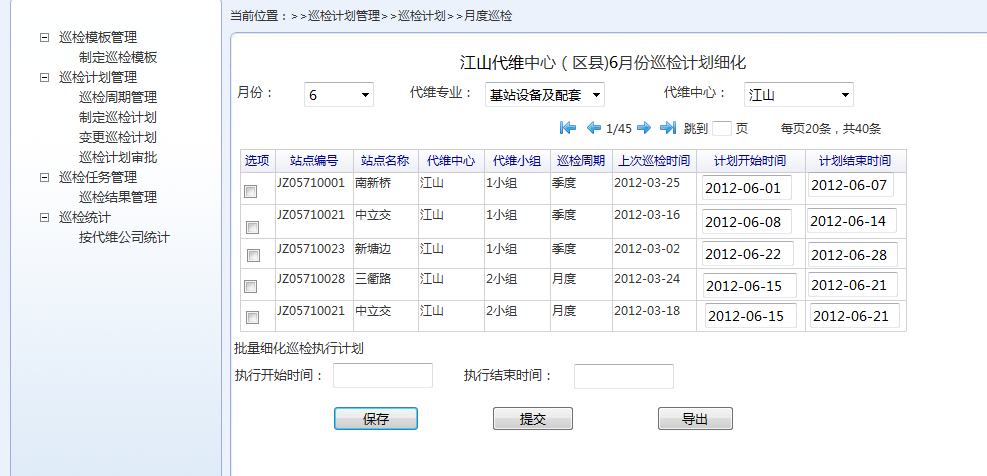 当前位置：>>巡检计划管理>>巡检计划>>月度巡检
巡检模板管理
制定巡检模板
巡检计划管理
巡检周期管理
制定巡检计划
变更巡检计划
巡检计划审批
巡检任务管理
巡检结果管理
巡检统计
按代维公司统计
江山代维中心（区县)6月份巡检计划细化
月份： 6 代维专业： 基站设备及配套 代维中心： 江山
1/45 跳到 页 每页20条，共40条
选项 站点编号 站点名称 代维中心 代维小组 巡检周期 上次巡检时间 计划开始时间 计划结束时间
JZ05710001 南新桥 江山 1小组 季度 2012-03-25 2012-06-01 2012-06-07
JZ05710021 中立交 江山 1小组 季度 2012-03-16 2012-06-08 2012-06-14
JZ05710023 新塘边 江山 1小组 季度 2012-03-02 2012-06-22 2012-06-28
JZ05710028 三衢路 江山 2小组 月度 2012-03-24 2012-06-15 2012-06-21
JZ05710021 中立交 江山 2小组 月度 2012-03-18 2012-06-15 2012-06-21
批量细化巡检执行计划
执行开始时间： 执行结束时间：
保存 提交 导出